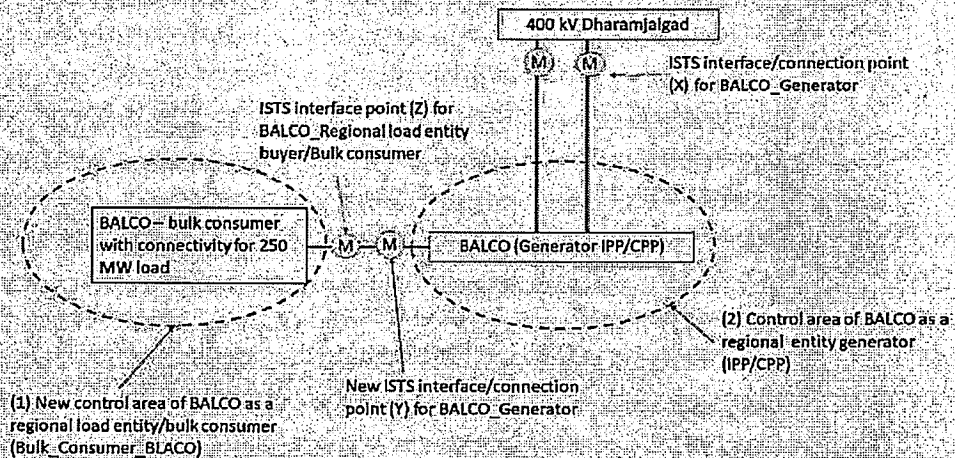 400 kV Dharamjalgad
M
M
ISTS interface/connection point
(X) for BALCO_Generator
ISTS interface point (Z) for
BALCO_Regional load entity
buyer/Bulk consumer
BALCO – bulk consumer
with connectivity for 250
MW load
M
M
BALCO (Generator IPP/CPP)
(2) Control area of BALCO as a
regional entity generator
(IPP/CPP)
New ISTS interface/connection
point (Y) for BALCO_Generator
(1) New control area of BALCO as a
regional load entity/bulk consumer
(Bulk_Consumer_BLACO)